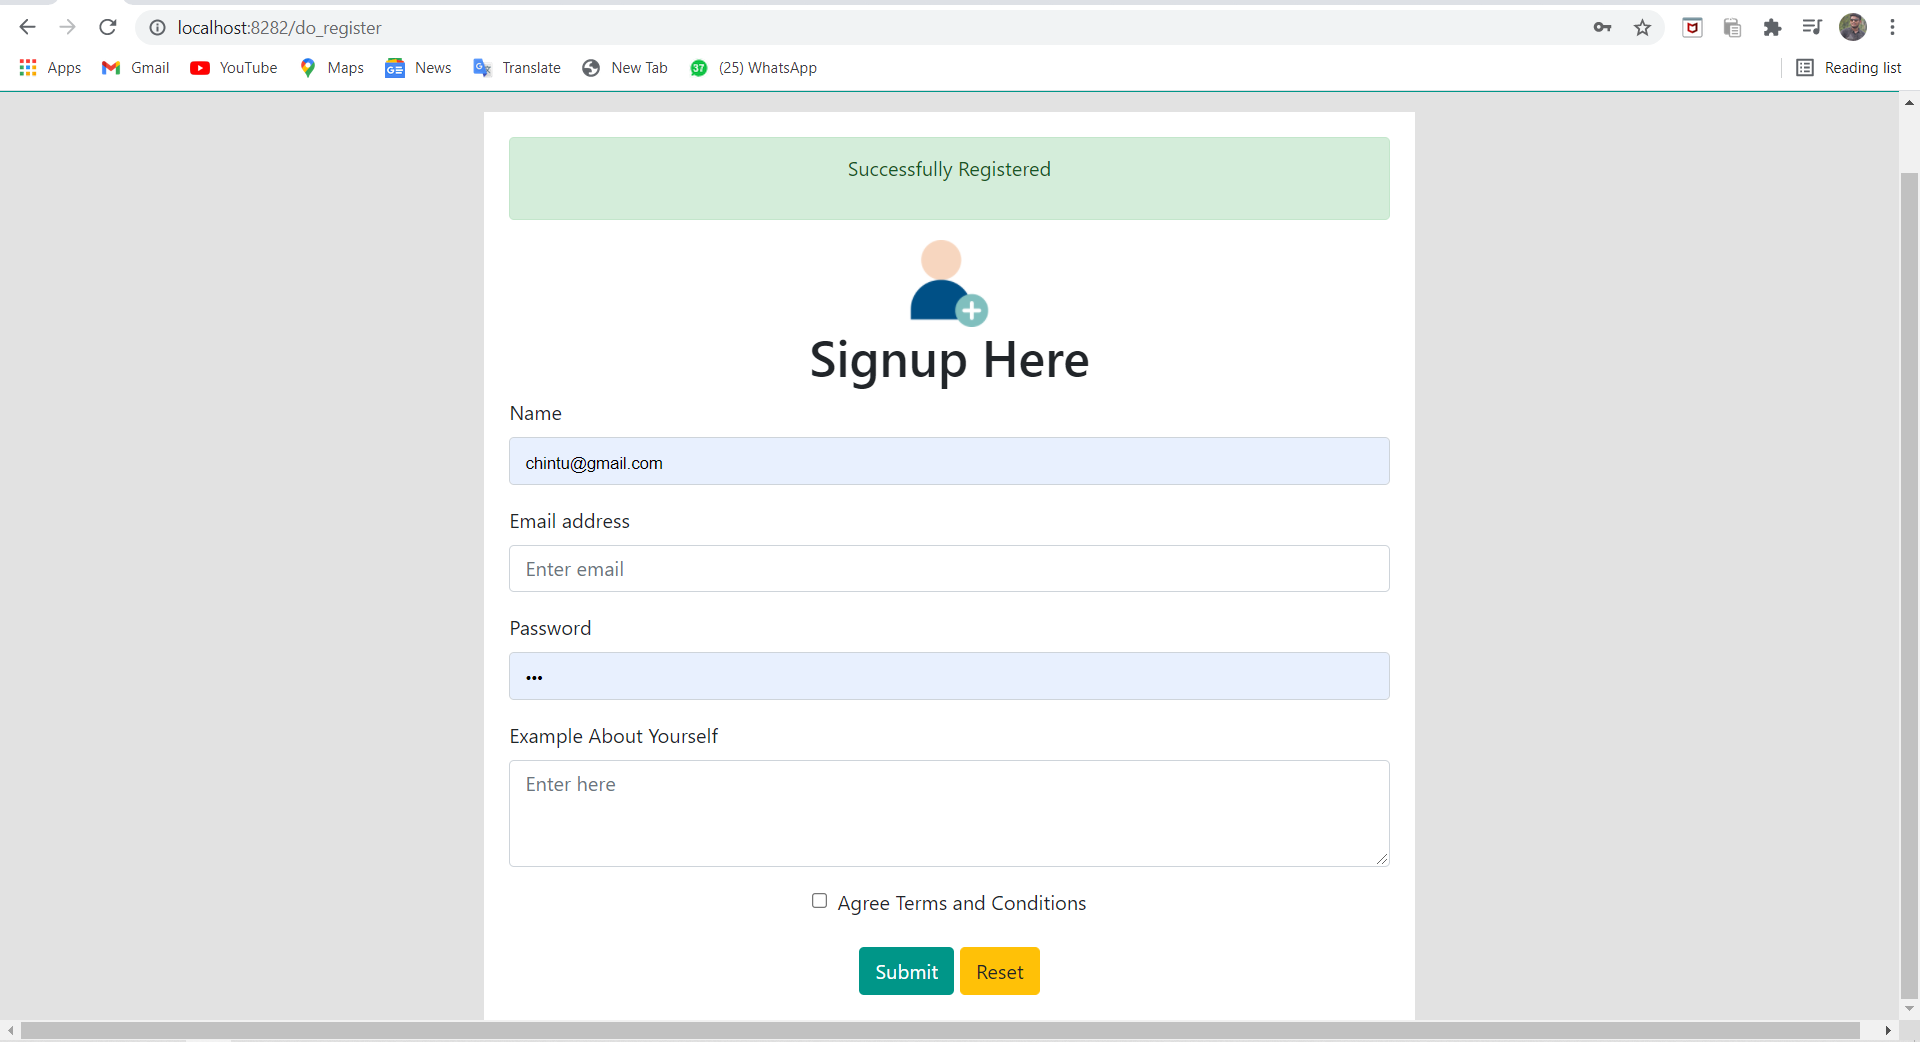 localhost:8282/do_register
Apps Gmail YouTube Maps News Translate New Tab 37 (25) WhatsApp Reading list
Successfully Registered
Signup Here
Name
chintu@gmail.com
Email address
Enter email
Password
•••
Example About Yourself
Enter here
Agree Terms and Conditions
Submit Reset